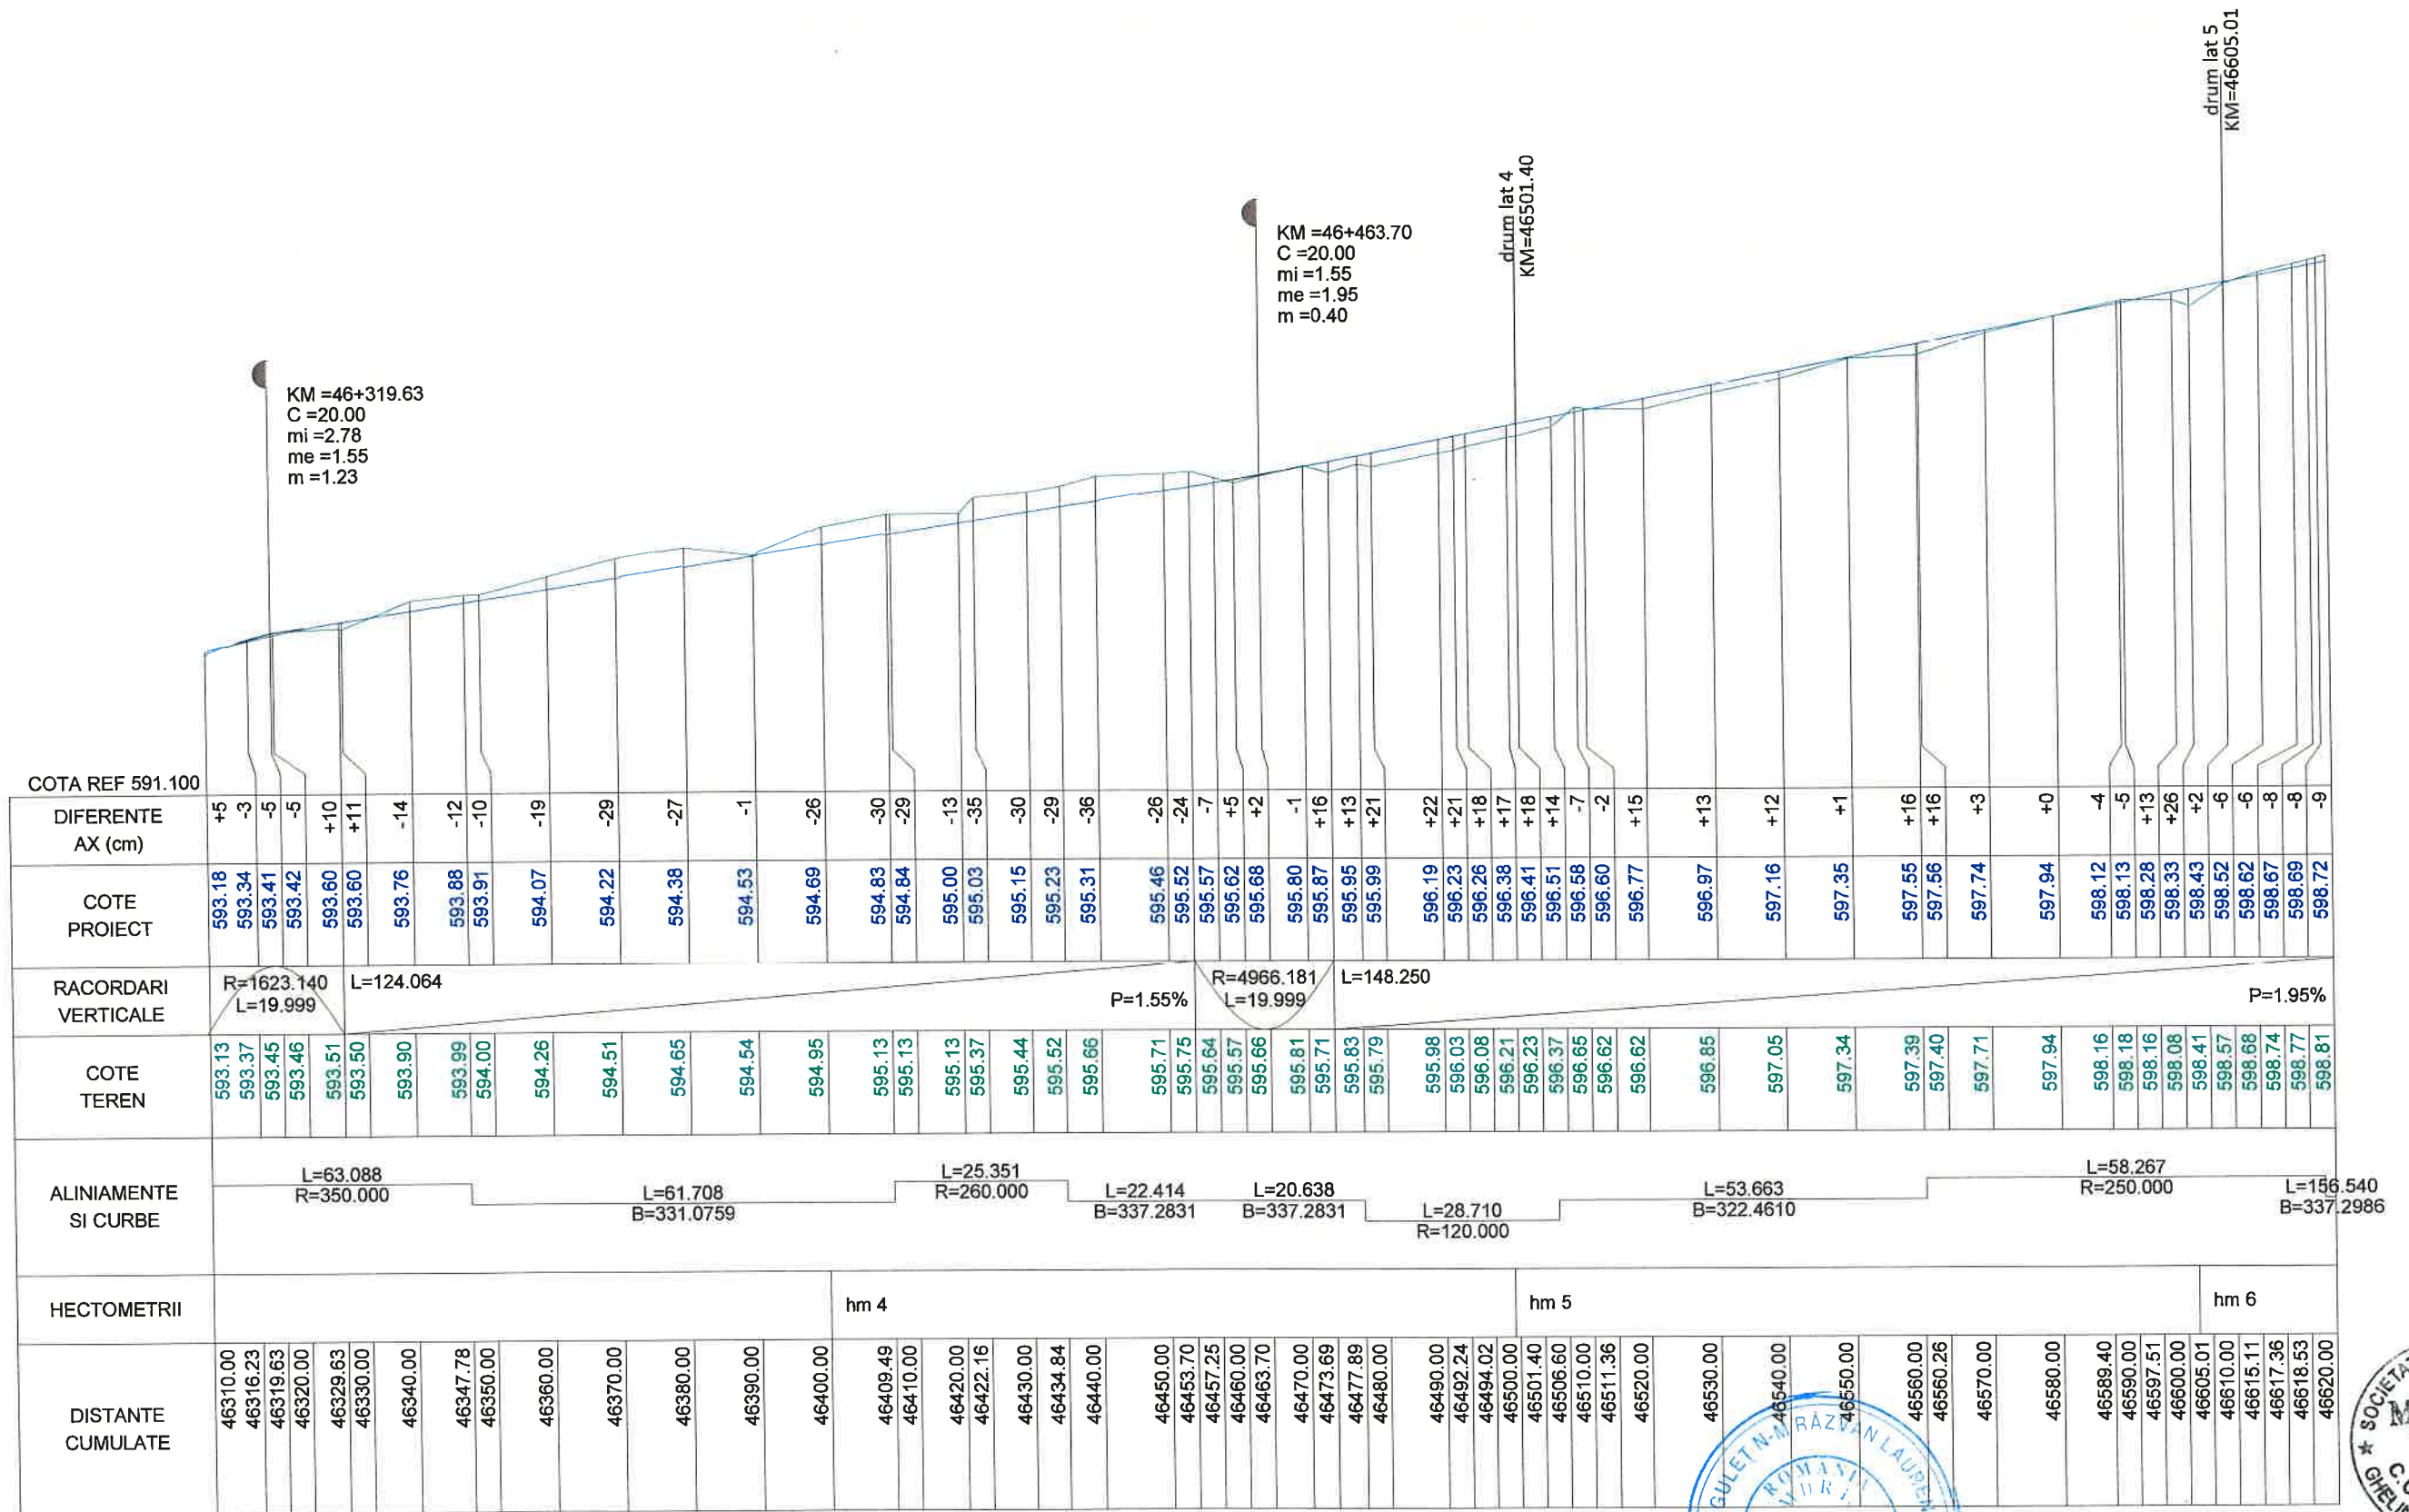 drum lat 5
KM=46605.01
drum lat 4
KM=46501.40
KM =46+463.70
C =20.00
mi =1.55
me =1.95
m =0.40
KM =46+319.63
C =20.00
mi =2.78
me =1.55
m =1.23
COTA REF 591.100
DIFERENTE
AX (cm)
+5 -3 -5 -5 +10 +11 -14 -12 -10 -19 -29 -27 -1 -26 -30 -29 -13 -35 -30 -29 -36 -26 -24 -7 +5 +2 -1 +16 +13 +21 +22 +21 +18 +17 +18 +14 -7 -2 +15 +13 +12 +1 +16 +16 +3 +0 -4 -5 +13 +26 +2 -6 -6 -8 -8 -9
COTE
PROIECT
593.18 593.34 593.41 593.42 593.60 593.60 593.76 593.88 593.91 594.07 594.22 594.38 594.53 594.69 594.83 594.84 595.00 595.03 595.15 595.23 595.31 595.46 595.52 595.57 595.62 595.68 595.80 595.87 595.95 595.99 596.19 596.23 596.26 596.38 596.41 596.51 596.58 596.60 596.77 596.97 597.16 597.35 597.55 597.56 597.74 597.94 598.12 598.13 598.28 598.33 598.43 598.52 598.62 598.67 598.69 598.72
RACORDARI
VERTICALE
R=1623.140
L=19.999
L=124.064
P=1.55%
R=4966.181
L=19.999
L=148.250
P=1.95%
COTE
TEREN
593.13 593.37 593.45 593.46 593.51 593.50 593.90 593.99 594.00 594.26 594.51 594.65 594.54 594.95 595.13 595.13 595.13 595.37 595.44 595.52 595.66 595.71 595.75 595.64 595.57 595.66 595.81 595.71 595.83 595.79 595.98 596.03 596.08 596.21 596.23 596.37 596.65 596.62 596.62 596.85 597.05 597.34 597.39 597.40 597.71 597.94 598.16 598.18 598.16 598.08 598.41 598.57 598.68 598.74 598.77 598.81
ALINIAMENTE
SI CURBE
L=63.088
R=350.000
L=61.708
B=331.0759
L=25.351
R=260.000
L=22.414
B=337.2831
L=20.638
B=337.2831
L=28.710
R=120.000
L=53.663
B=322.4610
L=58.267
R=250.000
L=156.540
B=337.2986
HECTOMETRII
hm 4
hm 5
hm 6
DISTANTE
CUMULATE
46310.00 46316.23 46319.63 46320.00 46329.63 46330.00 46340.00 46347.78 46350.00 46360.00 46370.00 46380.00 46390.00 46400.00 46409.49 46410.00 46420.00 46422.16 46430.00 46434.84 46440.00 46450.00 46453.70 46457.25 46460.00 46463.70 46470.00 46473.69 46477.89 46480.00 46490.00 46492.24 46494.02 46500.00 46501.40 46506.60 46510.00 46511.36 46520.00 46530.00 46540.00 46550.00 46560.00 46560.26 46570.00 46580.00 46589.40 46590.00 46597.51 46600.00 46605.01 46610.00 46615.11 46617.36 46618.53 46620.00
RĂZVAN
ROMANIA